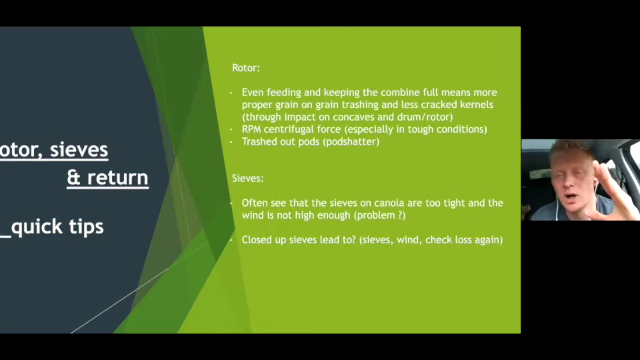 otor, sieves
& return
_quick tips
Rotor:
- Even feeding and keeping the combine full means more
proper grain on grain trashing and less cracked kernels
(through impact on concaves and drum/rotor)
- RPM centrifugal force (especially in tough conditions)
- Trashed out pods (podshatter)
Sieves:
- Often see that the sieves on canola are too tight and the
wind is not high enough (problem ?)
- Closed up sieves lead to? (sieves, wind, check loss again)